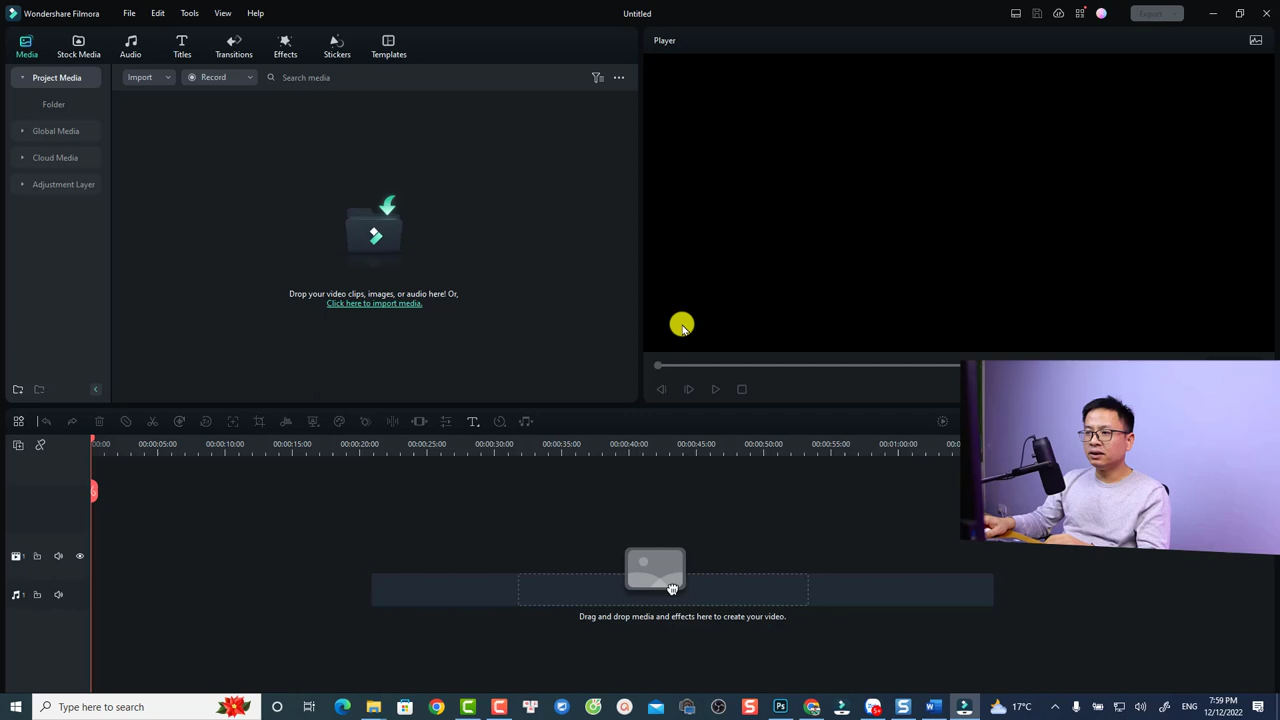 Wondershare Filmora File Edit Tools View Help Untitled Export
Media Stock Media Audio Titles Transitions Effects Stickers Templates
Player
Project Media
Import Record Search media
Folder
Global Media
Cloud Media
Adjustment Layer
Drop your video clips, images, or audio here! Or,
Click here to import media.
00:00 00:00:05:00 00:00:10:00 00:00:15:00 00:00:20:00 00:00:25:00 00:00:30:00 00:00:35:00 00:00:40:00 00:00:45:00 00:00:50:00 00:00:55:00 00:01:00:00
1
1
Drag and drop media and effects here to create your video.
Type here to search
17°C ENG 7:59 PM
12/12/2022